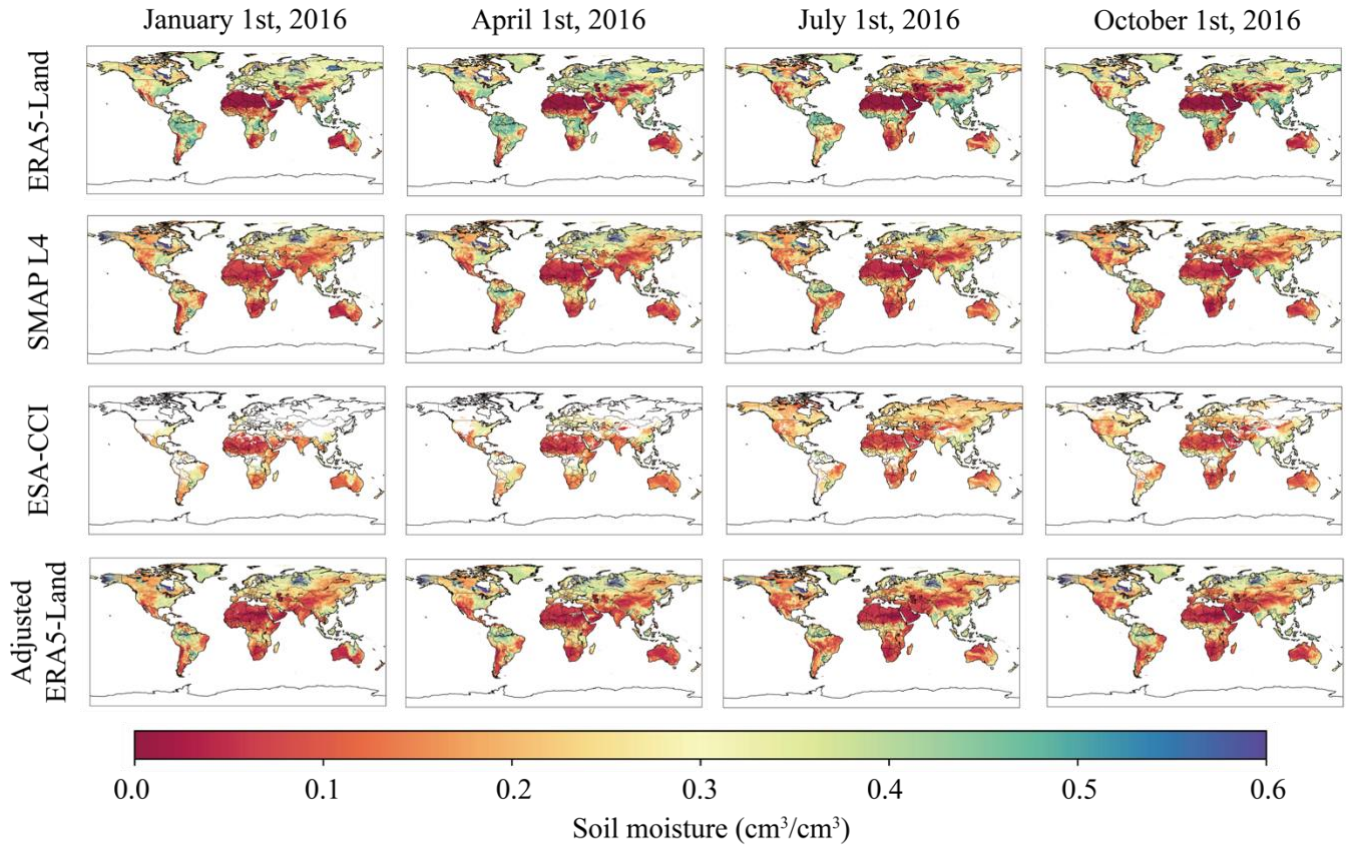 January 1st, 2016
April 1st, 2016
July 1st, 2016
October 1st, 2016
ERA5-Land
SMAP L4
ESA-CCI
Adjusted
ERA5-Land
0.0
0.1
0.2
0.3
0.4
0.5
0.6
Soil moisture (cm³/cm³)